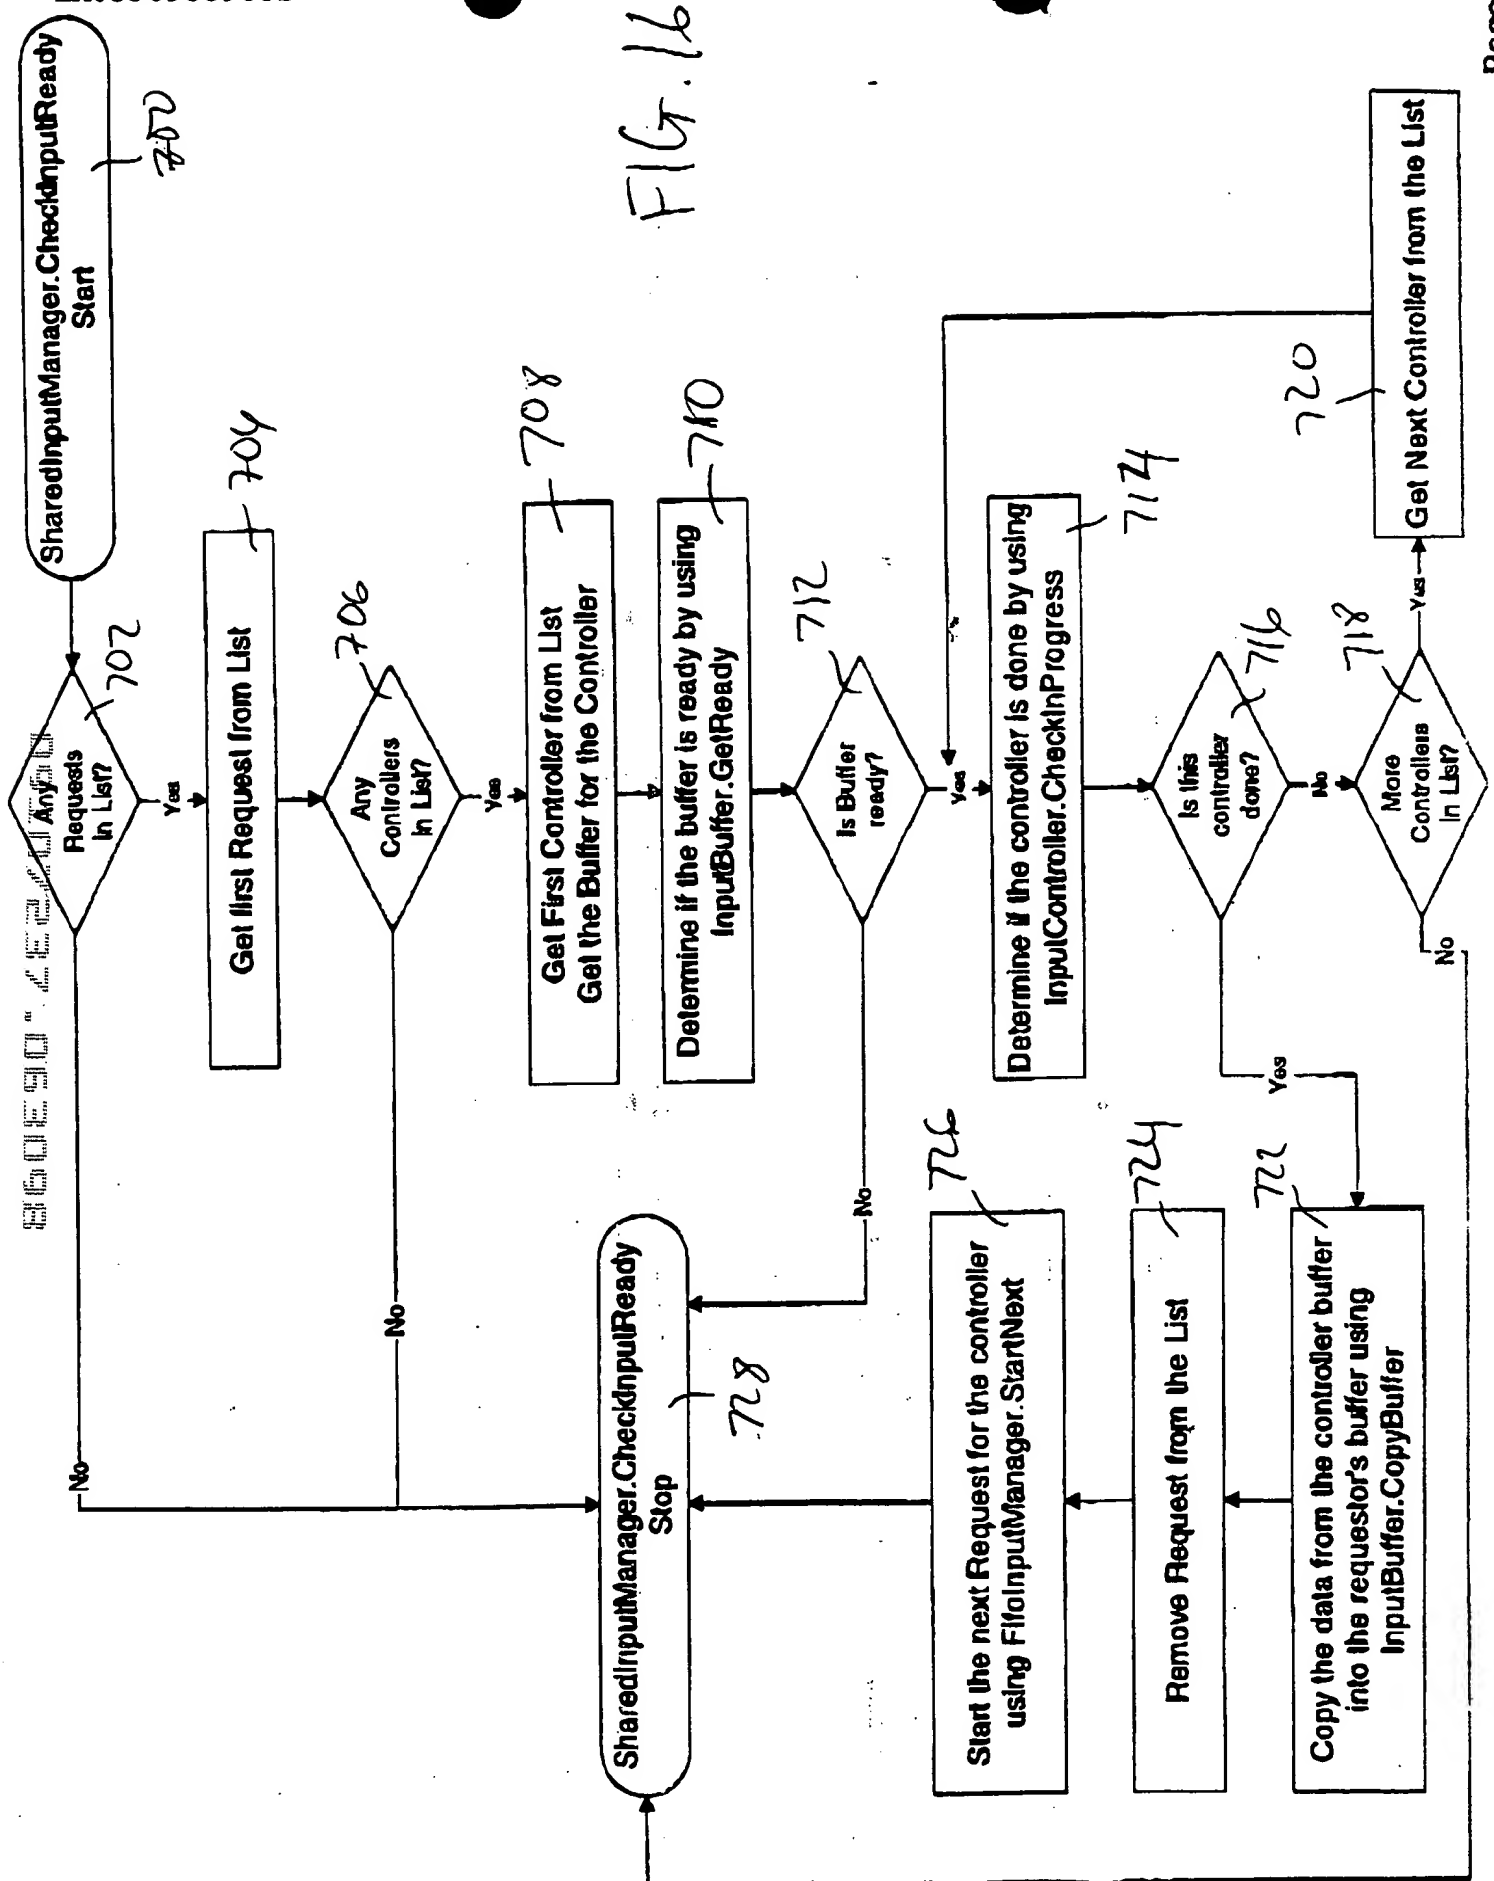 SharedInputManager.CheckInputReady
Start
700
Any
Requests
In List?
702
Yes
No
Get first Request from List
704
Any
Controllers
In List?
706
Yes
No
Get First Controller from List
Get the Buffer for the Controller
708
Determine if the buffer is ready by using
InputBuffer.GetReady
710
Is Buffer
ready?
712
Yes
No
Determine if the controller is done by using
InputController.CheckInProgress
714
Is this
controller
done?
716
No
Yes
More
Controllers
In List?
718
Yes
No
Get Next Controller from the List
720
Copy the data from the controller buffer
into the requestor's buffer using
InputBuffer.CopyBuffer
722
Remove Request from the List
724
Start the next Request for the controller
using FifoInputManager.StartNext
726
SharedInputManager.CheckInputReady
Stop
728
FIG. 16